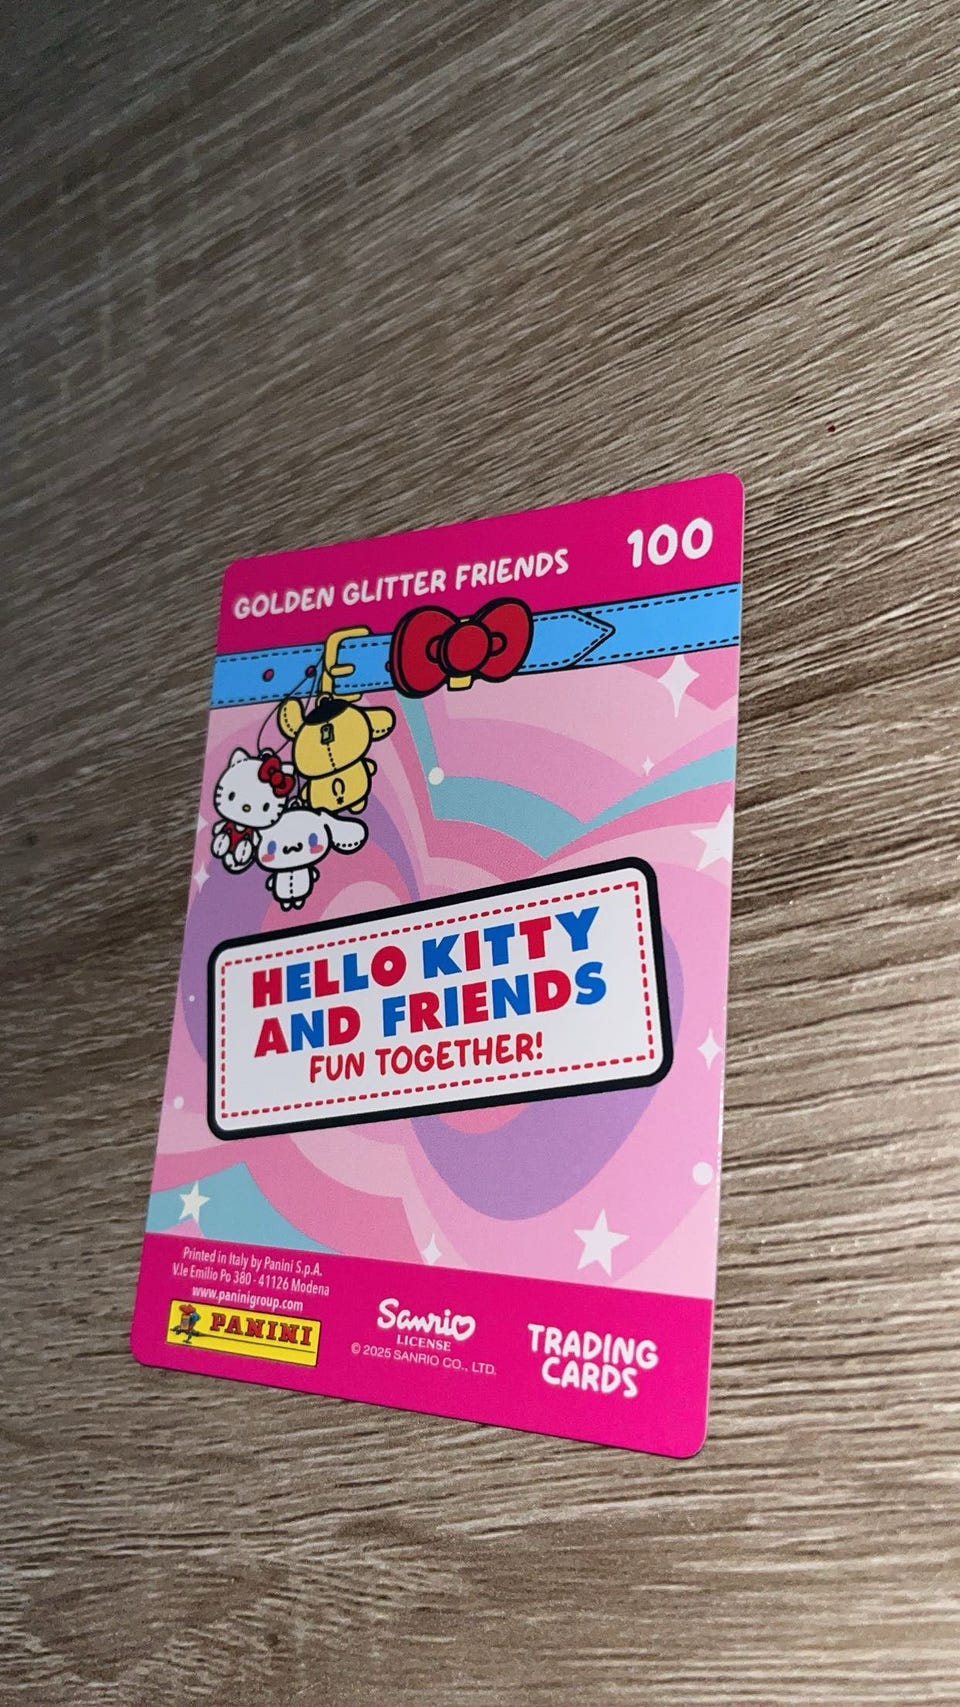 GOLDEN GLITTER FRIENDS
100
HELLO KITTY
AND FRIENDS
FUN TOGETHER!
Printed in Italy by Panini S.p.A.
V.le Emilio Po 380 - 41126 Modena
www.paninigroup.com
PANINI
Sanrio
LICENSE
© 2025 SANRIO CO., LTD.
TRADING
CARDS